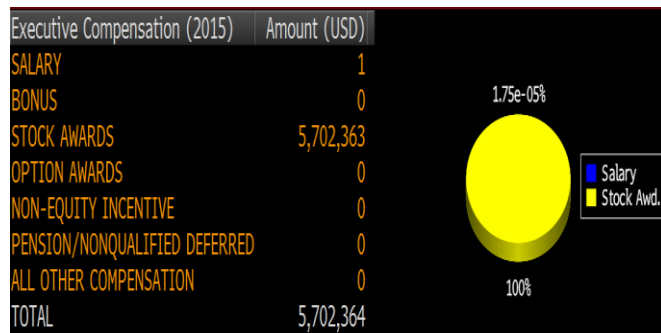 Executive Compensation (2015) Amount (USD)
SALARY 1
BONUS 0
STOCK AWARDS 5,702,363
OPTION AWARDS 0
NON-EQUITY INCENTIVE 0
PENSION/NONQUALIFIED DEFERRED 0
ALL OTHER COMPENSATION 0
TOTAL 5,702,364
1.75e-05%
100%
Salary
Stock Awd.